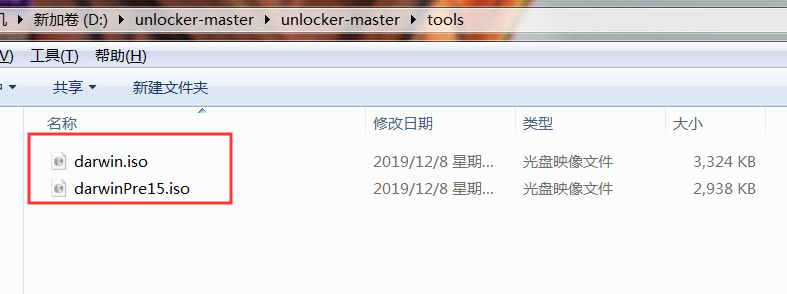 机 ▸ 新加卷 (D:) ▸ unlocker-master ▸ unlocker-master ▸ tools
(V) 工具(T) 帮助(H)
共享 新建文件夹
名称 修改日期 类型 大小
darwin.iso 2019/12/8 星期... 光盘映像文件 3,324 KB
darwinPre15.iso 2019/12/8 星期... 光盘映像文件 2,938 KB